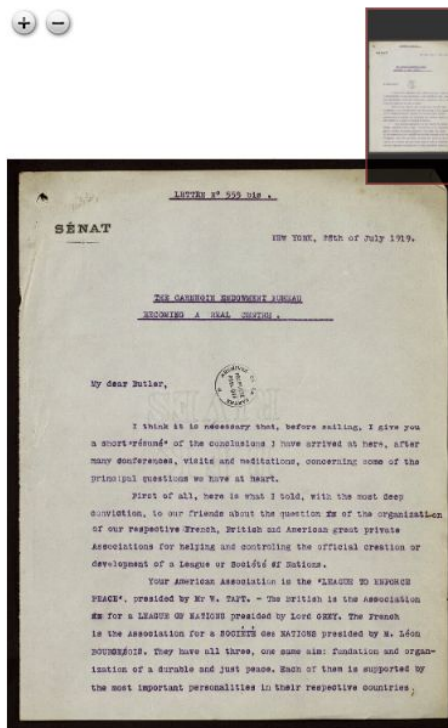 LETTRE N° 555 bis .
SÉNAT
NEW YORK, 28th of July 1919.
THE CARNEGIE ENDOWMENT BUREAU
BECOMING A REAL CENTRE .
My dear Butler,
I think it is necessary that, before sailing, I give you
a short "résumé" of the conclusions I have arrived at here, after
many conferences, visits and meditations, concerning some of the
principal questions we have at heart.
First of all, here is what I told, with the most deep
conviction, to our friends about the question of the organization
of our respective French, British and American great private
Associations for helping and controling the official creation or
development of a League or Société of Nations.
Your American Association is the "LEAGUE TO ENFORCE
PEACE", presided by Mr W. TAFT. - The British is the Association
for a LEAGUE OF NATIONS presided by Lord GREY. The French
is the Association for a SOCIÉTÉ des NATIONS presided by M. Léon
BOURGEOIS. They have all three, one same aim: fundation and organ-
ization of a durable and just peace. Each of them is supported by
the most important personalities in their respective countries;